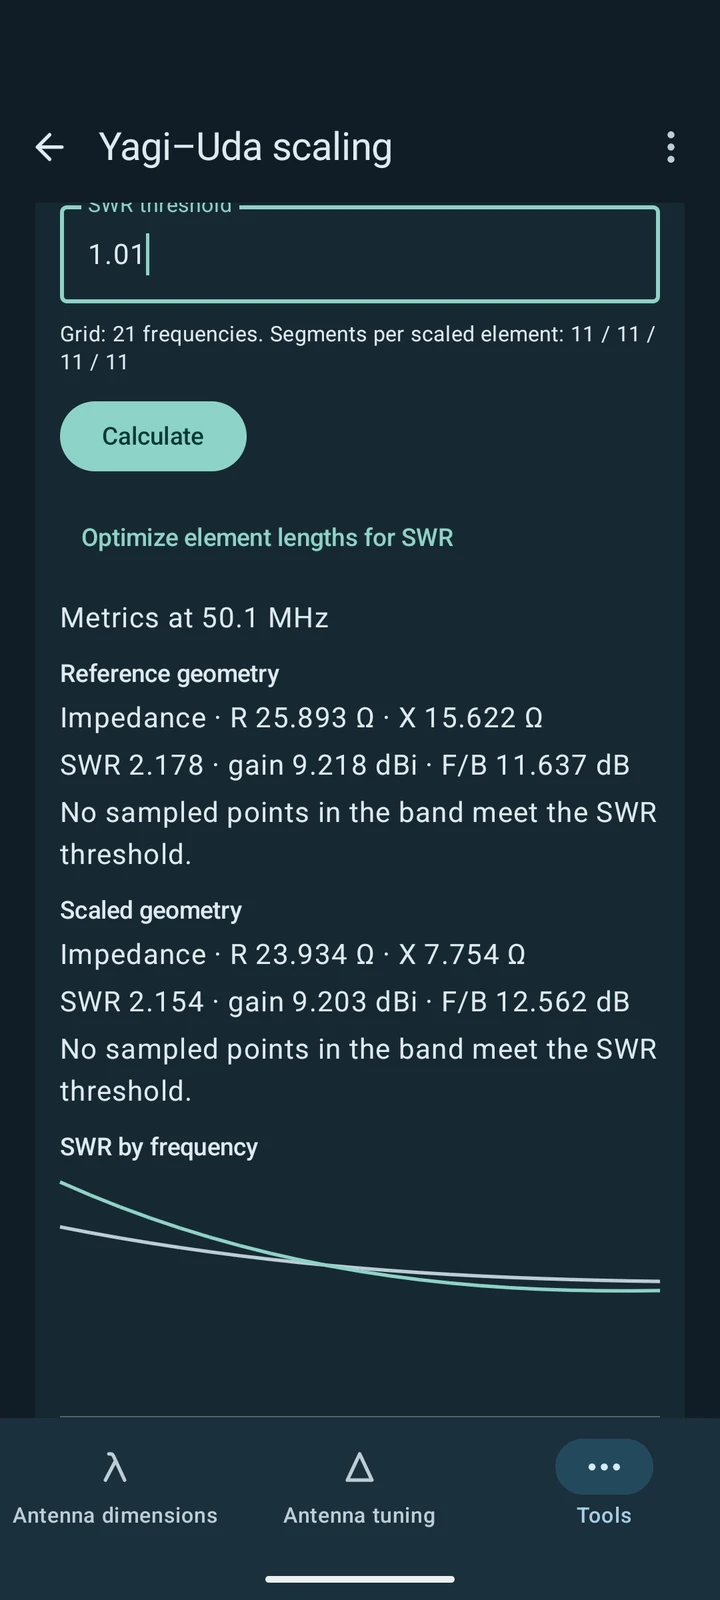 Yagi–Uda scaling
SWR threshold
1.01
Grid: 21 frequencies. Segments per scaled element: 11 / 11 /
11 / 11
Calculate
Optimize element lengths for SWR
Metrics at 50.1 MHz
Reference geometry
Impedance · R 25.893 Ω · X 15.622 Ω
SWR 2.178 · gain 9.218 dBi · F/B 11.637 dB
No sampled points in the band meet the SWR
threshold.
Scaled geometry
Impedance · R 23.934 Ω · X 7.754 Ω
SWR 2.154 · gain 9.203 dBi · F/B 12.562 dB
No sampled points in the band meet the SWR
threshold.
SWR by frequency
Antenna dimensions
Antenna tuning
Tools